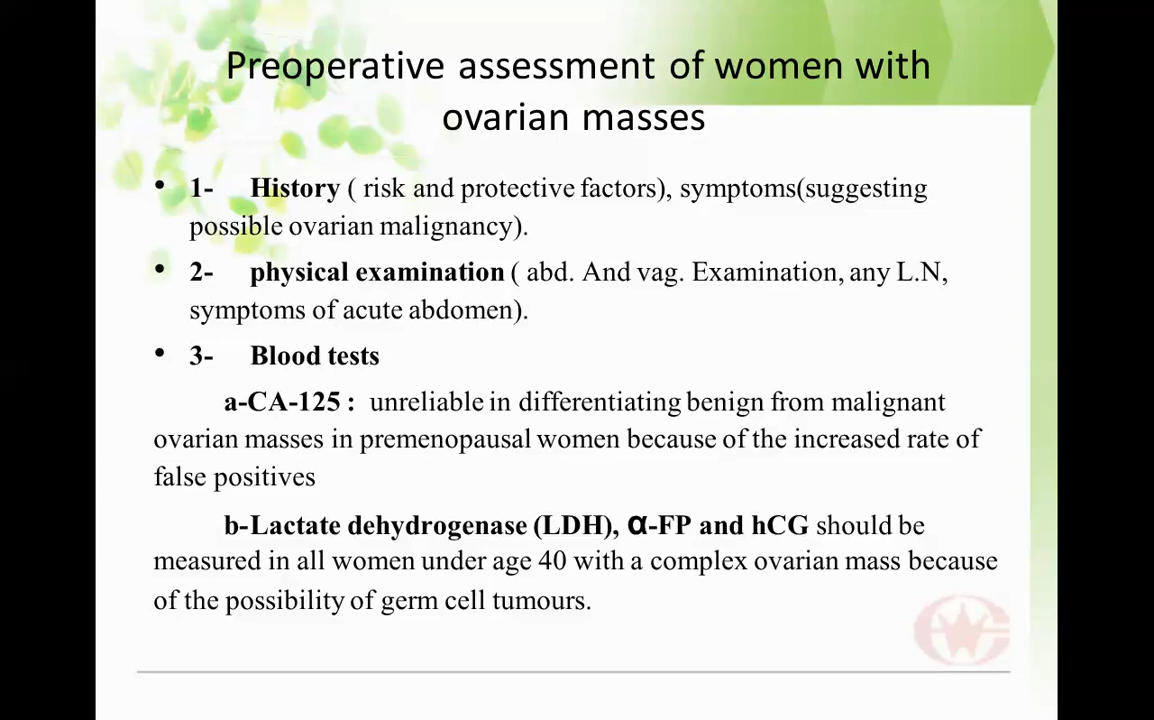 Preoperative assessment of women with
ovarian masses
• 1- History ( risk and protective factors), symptoms(suggesting
possible ovarian malignancy).
• 2- physical examination ( abd. And vag. Examination, any L.N,
symptoms of acute abdomen).
• 3- Blood tests
a-CA-125 : unreliable in differentiating benign from malignant
ovarian masses in premenopausal women because of the increased rate of
false positives
b-Lactate dehydrogenase (LDH), α-FP and hCG should be
measured in all women under age 40 with a complex ovarian mass because
of the possibility of germ cell tumours.